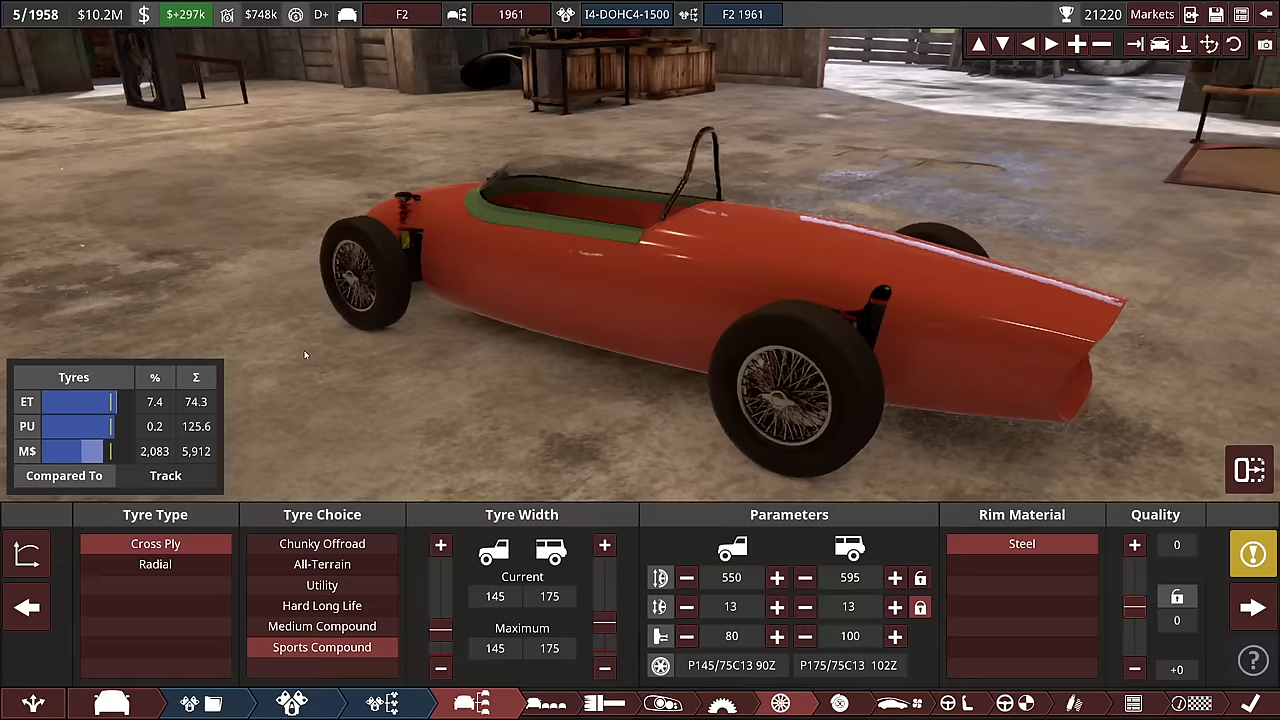 5/1958 $10.2M $ $+297k $748k D+ F2 1961 I4-DOHC4-1500 F2 1961 21220 Markets
Tyres % Σ
ET 7.4 74.3
PU 0.2 125.6
M$ 2,083 5,912
Compared To Track
Tyre Type
Cross Ply
Radial
Tyre Choice
Chunky Offroad
All-Terrain
Utility
Hard Long Life
Medium Compound
Sports Compound
Tyre Width
+ +
Current
145 175
Maximum
145 175
− −
Parameters
− 550 + − 595 +
− 13 + − 13 +
− 80 + − 100 +
P145/75C13 90Z P175/75C13 102Z
Rim Material
Steel
Quality
+ 0
0
− +0
?